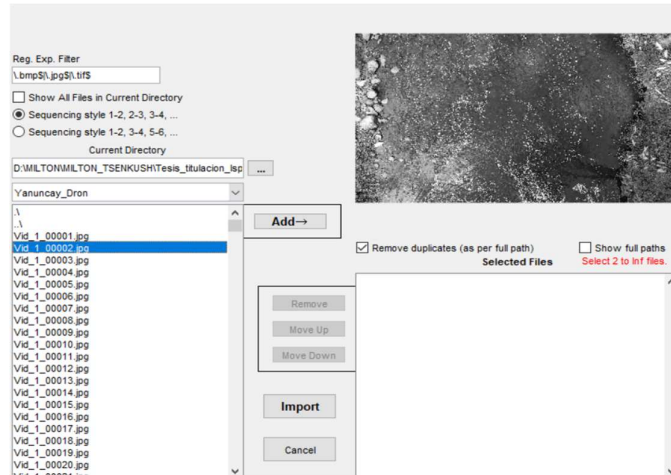 Reg. Exp. Filter
\.bmp$|\.jpg$|\.tif$
Show All Files in Current Directory
Sequencing style 1-2, 2-3, 3-4, ...
Sequencing style 1-2, 3-4, 5-6, ...
Current Directory
D:\MILTON\MILTON_TSENKUSH\Tesis_titulacion_lsp
...
Yanuncay_Dron
.\
..\
Vid_1_00001.jpg
Vid_1_00002.jpg
Vid_1_00003.jpg
Vid_1_00004.jpg
Vid_1_00005.jpg
Vid_1_00006.jpg
Vid_1_00007.jpg
Vid_1_00008.jpg
Vid_1_00009.jpg
Vid_1_00010.jpg
Vid_1_00011.jpg
Vid_1_00012.jpg
Vid_1_00013.jpg
Vid_1_00014.jpg
Vid_1_00015.jpg
Vid_1_00016.jpg
Vid_1_00017.jpg
Vid_1_00018.jpg
Vid_1_00019.jpg
Vid_1_00020.jpg
Add→
Remove
Move Up
Move Down
Import
Cancel
Remove duplicates (as per full path)
Show full paths
Selected Files
Select 2 to Inf files.